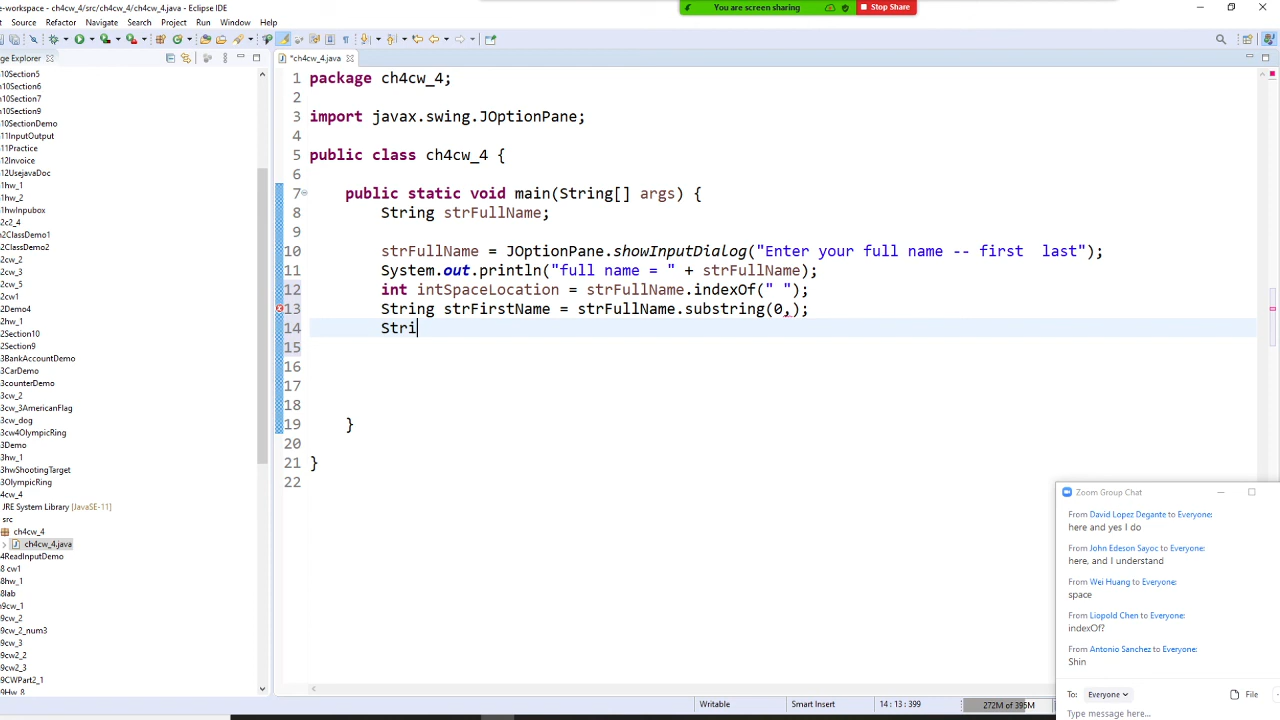 e-workspace - ch4cw_4/src/ch4cw_4/ch4cw_4.java - Eclipse IDE
You are screen sharing
Stop Share
Source Refactor Navigate Search Project Run Window Help
ge Explorer
*ch4cw_4.java
10Section5
10Section6
10Section7
10Section9
10SectionDemo
11InputOutput
11Practice
12Invoice
12UsejavaDoc
1hw_1
1hw_2
1hwInpubox
2c2_4
2ClassDemo1
2classDemo2
2cw_2
2cw_3
2cw_5
2cw1
2Demo4
2hw_1
2Section10
2Section9
3BankAccountDemo
3CarDemo
3counterDemo
3cw_2
3cw_3AmericanFlag
3cw_dog
3cw4OlympicRing
3Demo
3hw_1
3hwShootingTarget
3OlympicRing
4cw_4
JRE System Library [JavaSE-11]
src
ch4cw_4
ch4cw_4.java
4ReadInputDemo
8 cw1
8hw_1
8lab
9cw_1
9cw_2
9cw_2_num3
9cw_3
9cw2_2
9cw2_3
9CWPart2_1
9Hw_8
1 package ch4cw_4;
2
3 import javax.swing.JOptionPane;
4
5 public class ch4cw_4 {
6
7 public static void main(String[] args) {
8 String strFullName;
9
10 strFullName = JOptionPane.showInputDialog("Enter your full name -- first  last");
11 System.out.println("full name = " + strFullName);
12 int intSpaceLocation = strFullName.indexOf(" ");
13 String strFirstName = strFullName.substring(0,);
14 Stri
15
16
17
18
19 }
20
21 }
22
Zoom Group Chat
From David Lopez Degante to Everyone:
here and yes I do
From John Edeson Sayoc to Everyone:
here, and I understand
From Wei Huang to Everyone:
space
From Liopold Chen to Everyone:
indexOf?
From Antonio Sanchez to Everyone:
Shin
To: Everyone
File
Type message here...
Writable
Smart Insert
14 : 13 : 399
272M of 395M